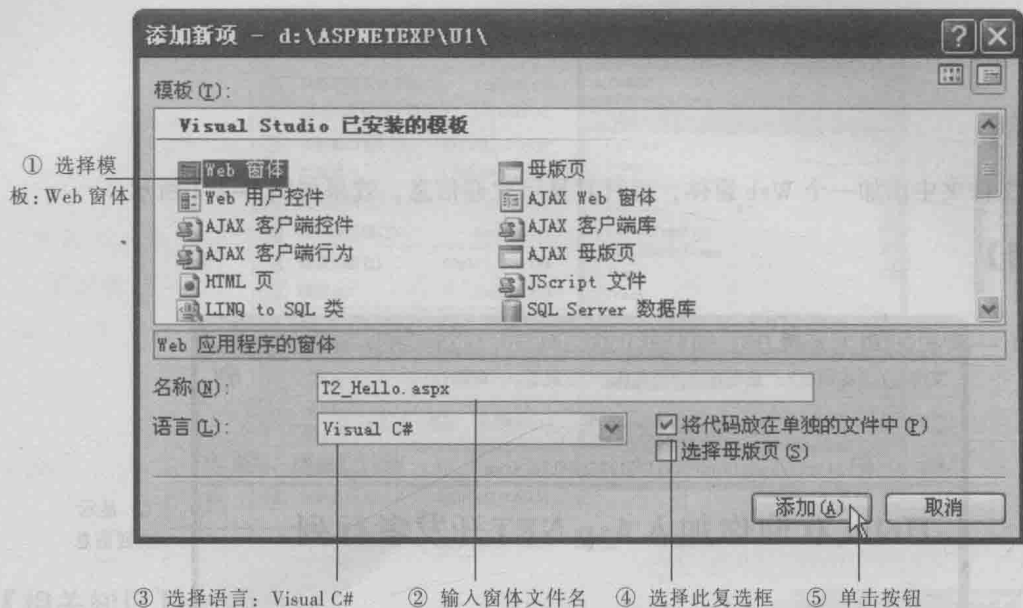 添加新项 - d:\ASPNETEXP\U1\
模板(T):
Visual Studio 已安装的模板
Web 窗体
母版页
Web 用户控件
AJAX Web 窗体
AJAX 客户端控件
AJAX 客户端库
AJAX 客户端行为
AJAX 母版页
HTML 页
JScript 文件
LINQ to SQL 类
SQL Server 数据库
① 选择模
板:Web 窗体
Web 应用程序的窗体
名称(N):
T2_Hello.aspx
语言(L):
Visual C#
将代码放在单独的文件中(P)
选择母版页(S)
添加(A)
取消
③ 选择语言: Visual C#
② 输入窗体文件名
④ 选择此复选框
⑤ 单击按钮